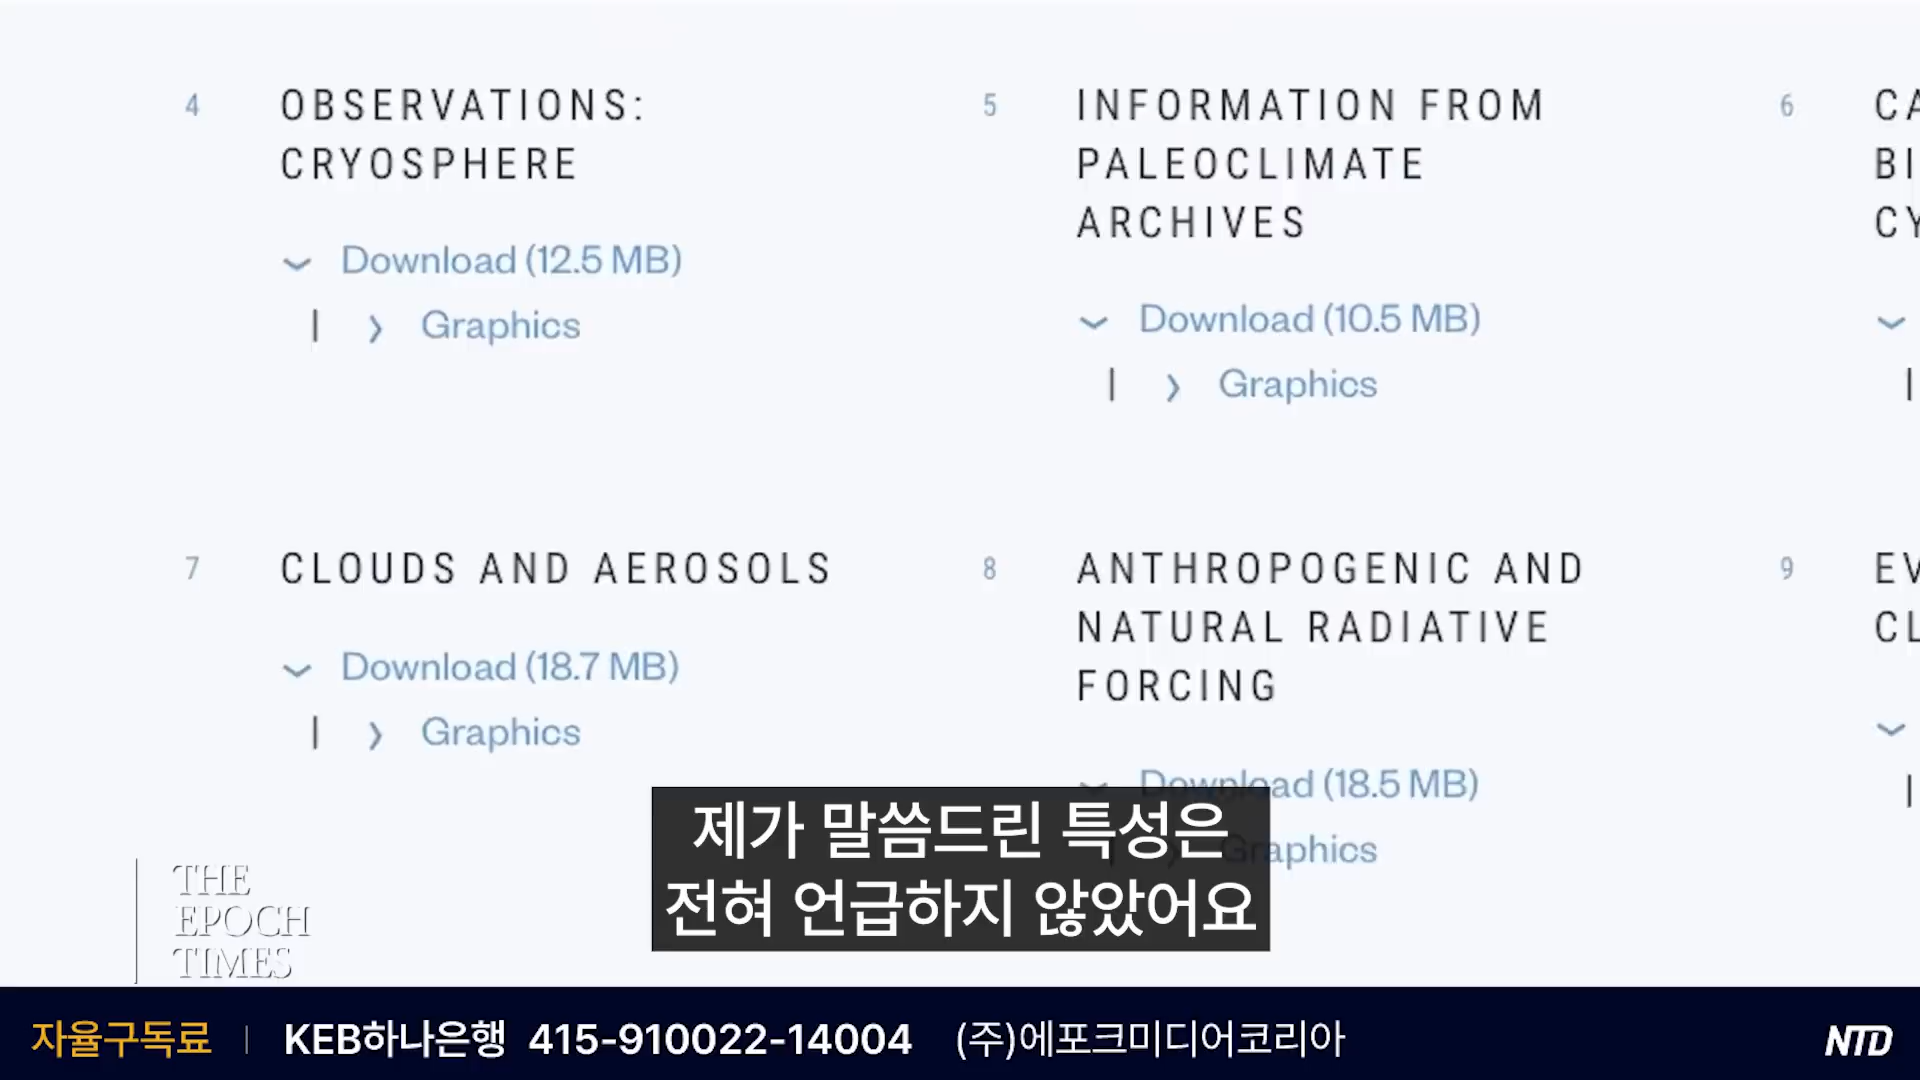 4
OBSERVATIONS:
CRYOSPHERE
Download (12.5 MB)
Graphics
5
INFORMATION FROM
PALEOCLIMATE
ARCHIVES
Download (10.5 MB)
Graphics
6
7
CLOUDS AND AEROSOLS
Download (18.7 MB)
Graphics
8
ANTHROPOGENIC AND
NATURAL RADIATIVE
FORCING
Download (18.5 MB)
Graphics
9
제가 말씀드린 특성은
전혀 언급하지 않았어요
THE
EPOCH
TIMES
자율구독료 | KEB하나은행 415-910022-14004 (주)에포크미디어코리아
NTD